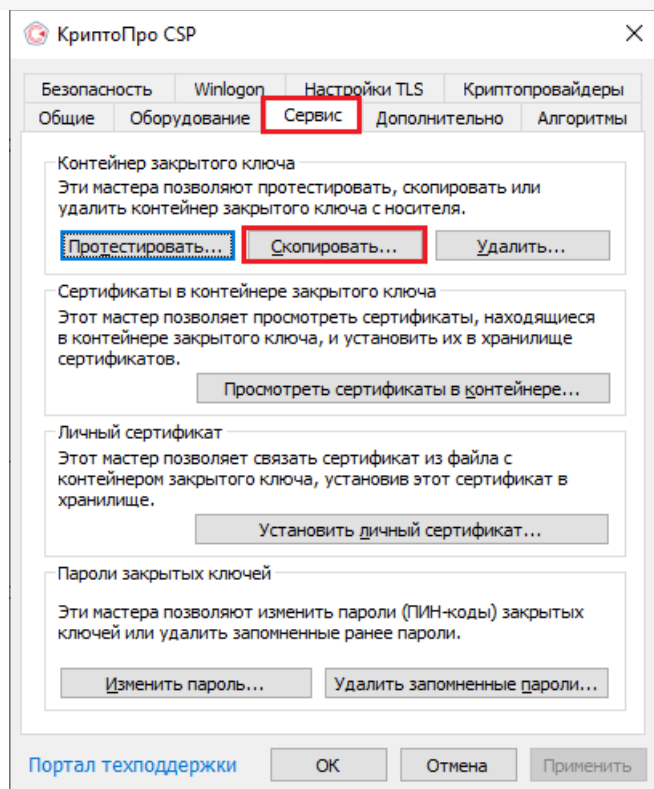 КриптоПро CSP
Безопасность Winlogon Настройки TLS Криптопровайдеры
Общие Оборудование Сервис Дополнительно Алгоритмы
Контейнер закрытого ключа
Эти мастера позволяют протестировать, скопировать или
удалить контейнер закрытого ключа с носителя.
Протестировать... Скопировать... Удалить...
Сертификаты в контейнере закрытого ключа
Этот мастер позволяет просмотреть сертификаты, находящиеся
в контейнере закрытого ключа, и установить их в хранилище
сертификатов.
Просмотреть сертификаты в контейнере...
Личный сертификат
Этот мастер позволяет связать сертификат из файла с
контейнером закрытого ключа, установив этот сертификат в
хранилище.
Установить личный сертификат...
Пароли закрытых ключей
Эти мастера позволяют изменить пароли (ПИН-коды) закрытых
ключей или удалить запомненные ранее пароли.
Изменить пароль... Удалить запомненные пароли...
Портал техподдержки ОК Отмена Применить